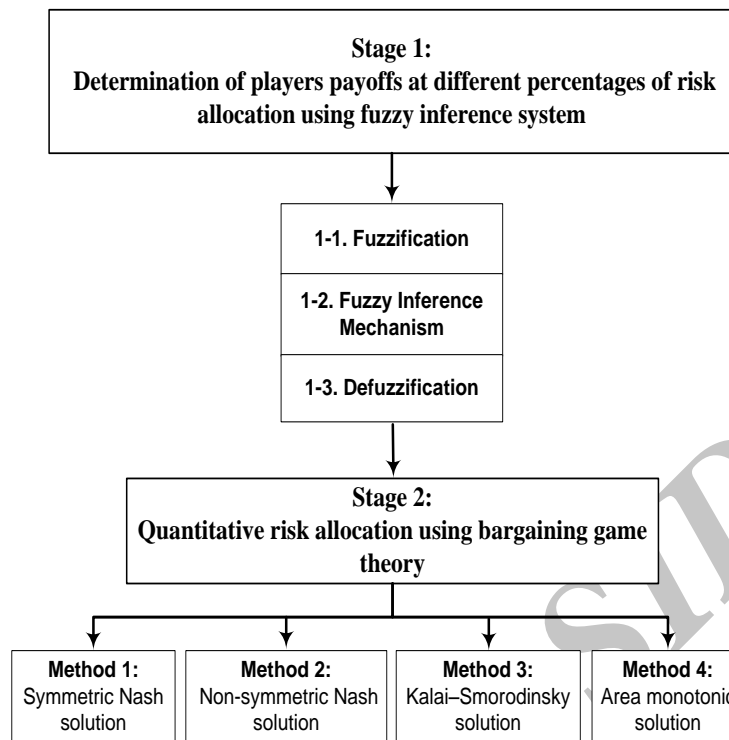 Stage 1:
Determination of players payoffs at different percentages of risk
allocation using fuzzy inference system
1-1. Fuzzification
1-2. Fuzzy Inference
Mechanism
1-3. Defuzzification
Stage 2:
Quantitative risk allocation using bargaining game
theory
Method 1:
Symmetric Nash
solution
Method 2:
Non-symmetric Nash
solution
Method 3:
Kalai–Smorodinsky
solution
Method 4:
Area monotonic
solution